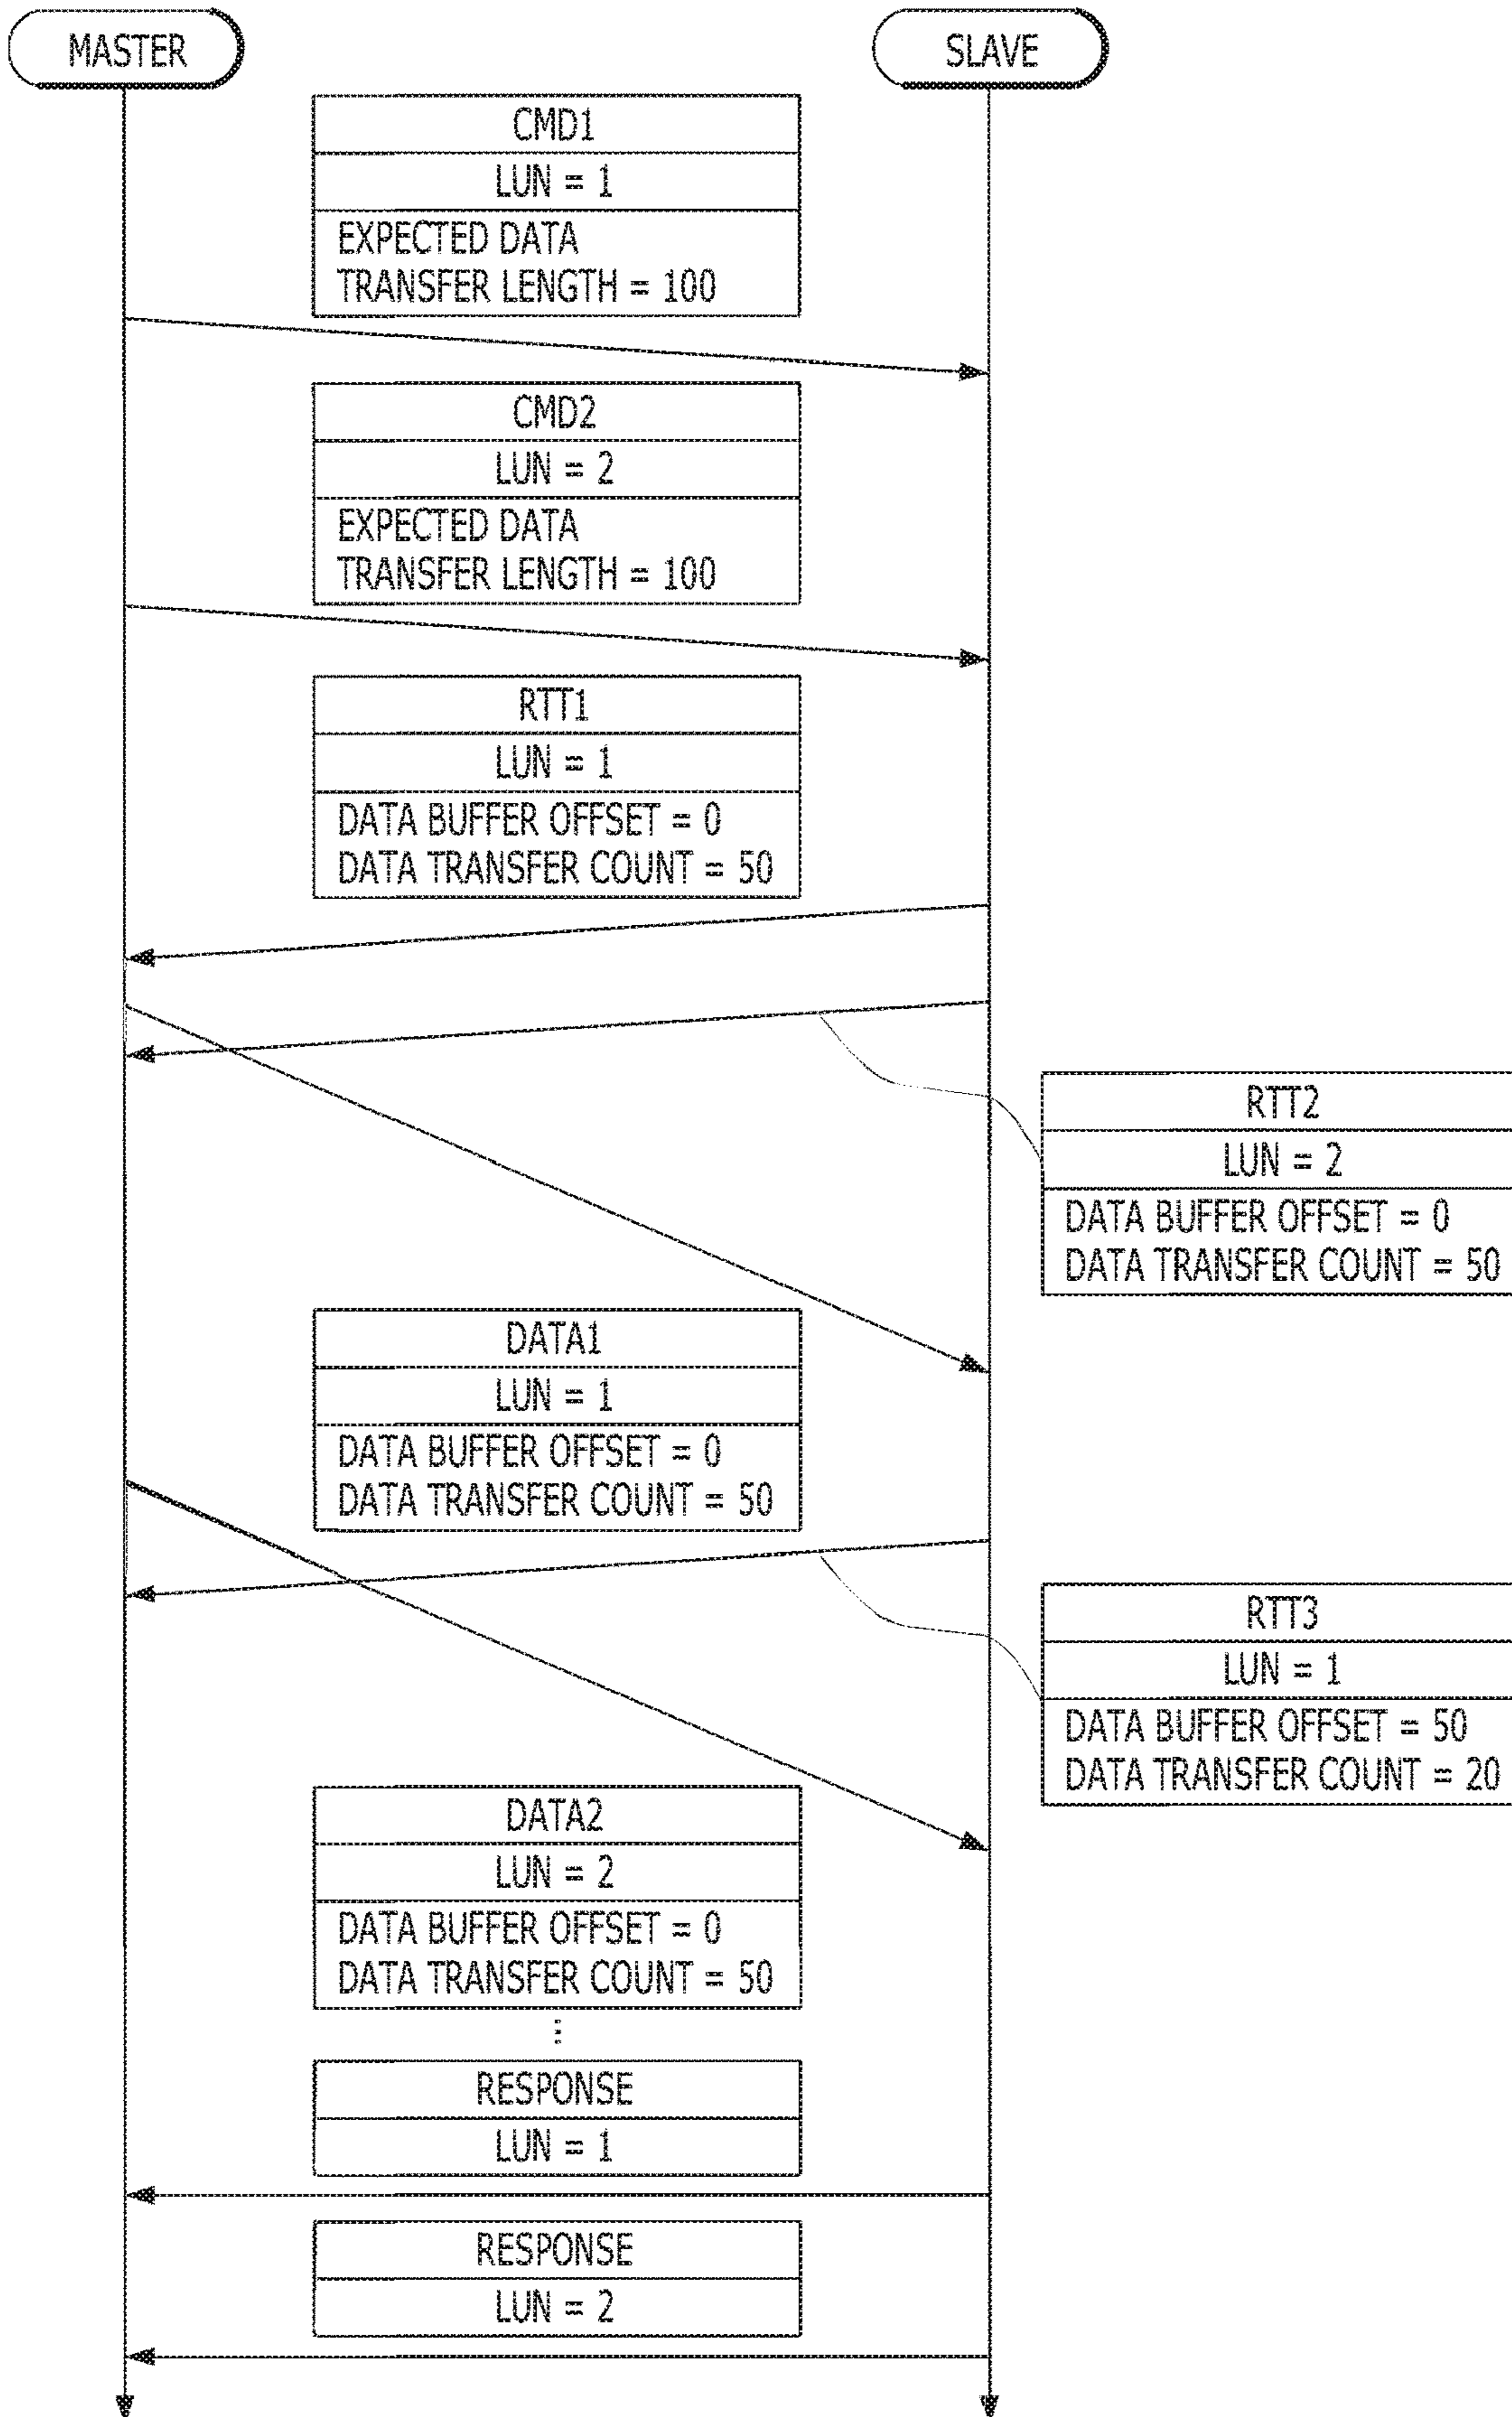 MASTER
SLAVE
CMD1
LUN = 1
EXPECTED DATA
TRANSFER LENGTH = 100
CMD2
LUN = 2
EXPECTED DATA
TRANSFER LENGTH = 100
RTT1
LUN = 1
DATA BUFFER OFFSET = 0
DATA TRANSFER COUNT = 50
RTT2
LUN = 2
DATA BUFFER OFFSET = 0
DATA TRANSFER COUNT = 50
DATA1
LUN = 1
DATA BUFFER OFFSET = 0
DATA TRANSFER COUNT = 50
RTT3
LUN = 1
DATA BUFFER OFFSET = 50
DATA TRANSFER COUNT = 20
DATA2
LUN = 2
DATA BUFFER OFFSET = 0
DATA TRANSFER COUNT = 50
⋮
RESPONSE
LUN = 1
RESPONSE
LUN = 2